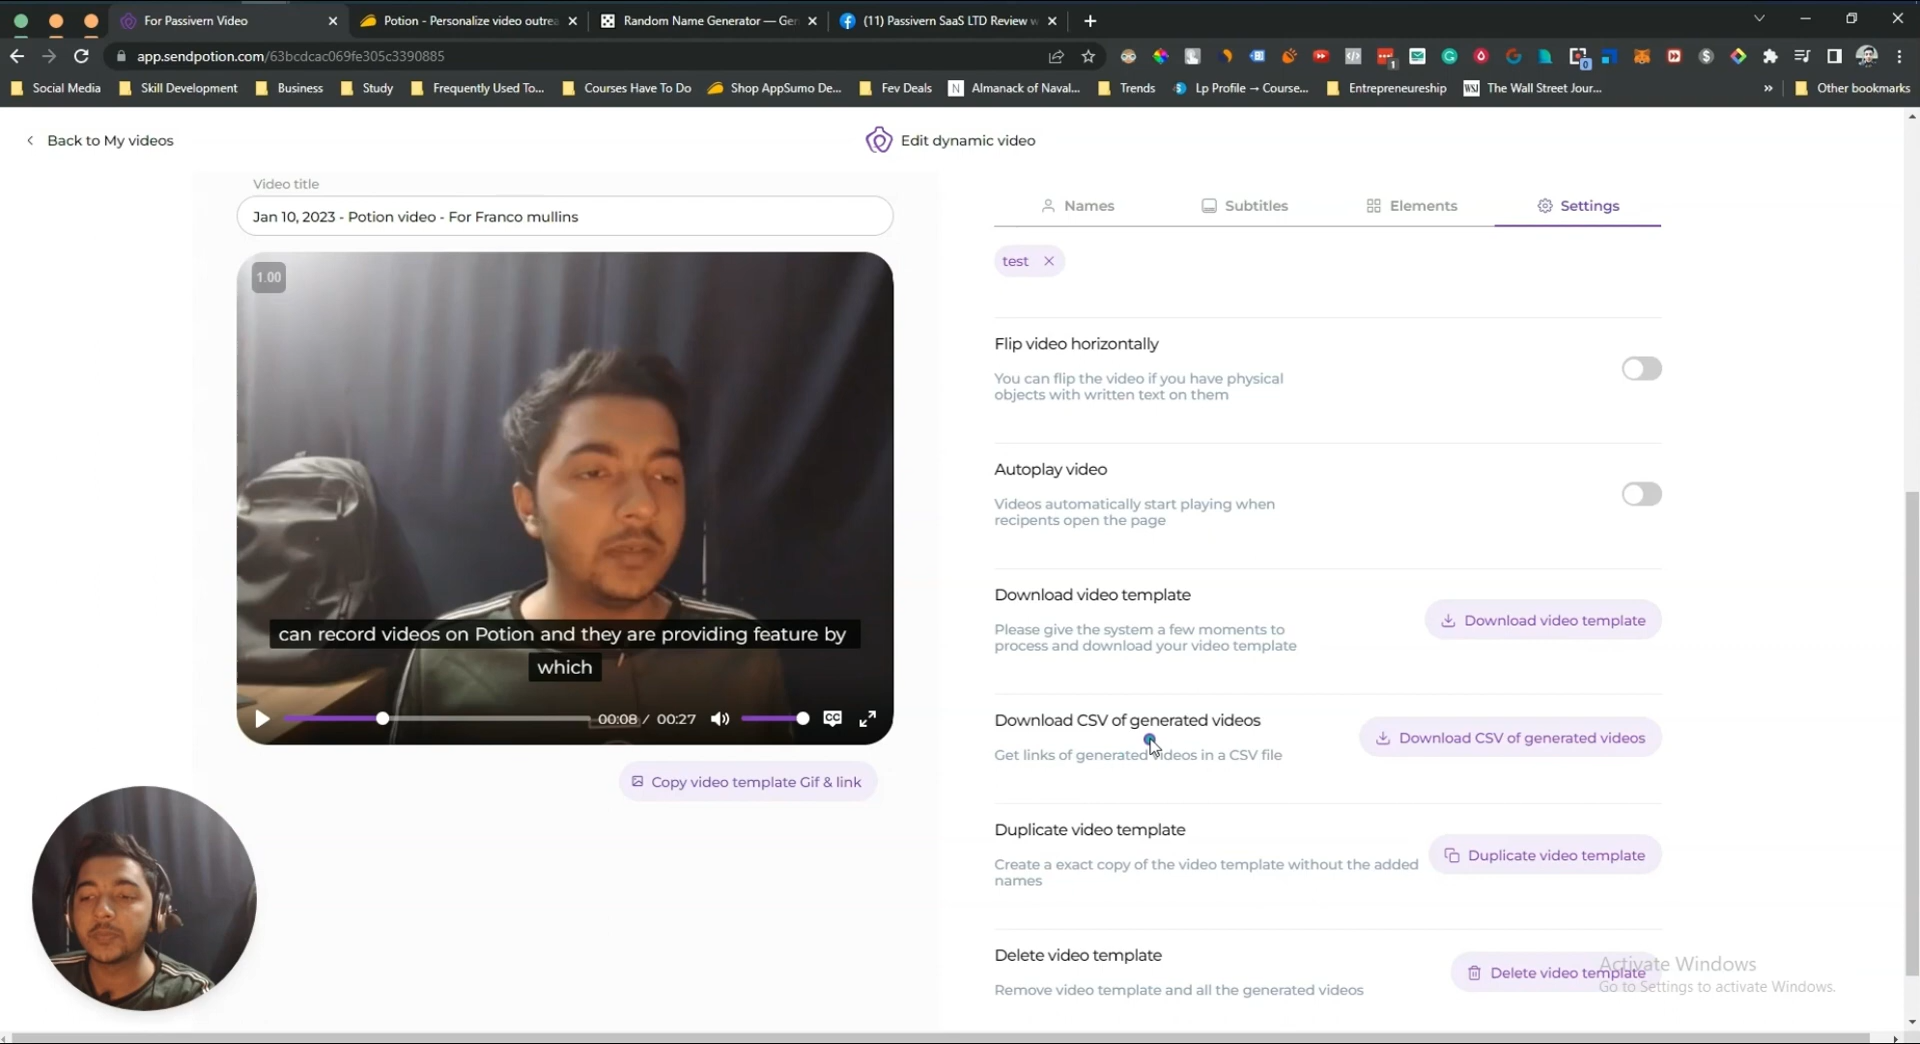 For Passivern Video
Potion - Personalize video outrea
Random Name Generator — Gen
(11) Passivern SaaS LTD Review w
app.sendpotion.com/63bcdcac069fe305c3390885
Social Media
Skill Development
Business
Study
Frequently Used To...
Courses Have To Do
Shop AppSumo De...
Fev Deals
Almanack of Naval...
Trends
Lp Profile → Course...
Entrepreneureship
The Wall Street Jour...
Other bookmarks
Back to My videos
Edit dynamic video
Video title
Jan 10, 2023 - Potion video - For Franco mullins
1.00
can record videos on Potion and they are providing feature by
which
00:08 / 00:27
CC
Copy video template Gif & link
Names
Subtitles
Elements
Settings
test
Flip video horizontally
You can flip the video if you have physical
objects with written text on them
Autoplay video
Videos automatically start playing when
recipents open the page
Download video template
Please give the system a few moments to
process and download your video template
Download video template
Download CSV of generated videos
Get links of generated videos in a CSV file
Download CSV of generated videos
Duplicate video template
Create a exact copy of the video template without the added
names
Duplicate video template
Delete video template
Remove video template and all the generated videos
Delete video template
Activate Windows
Go to Settings to activate Windows.